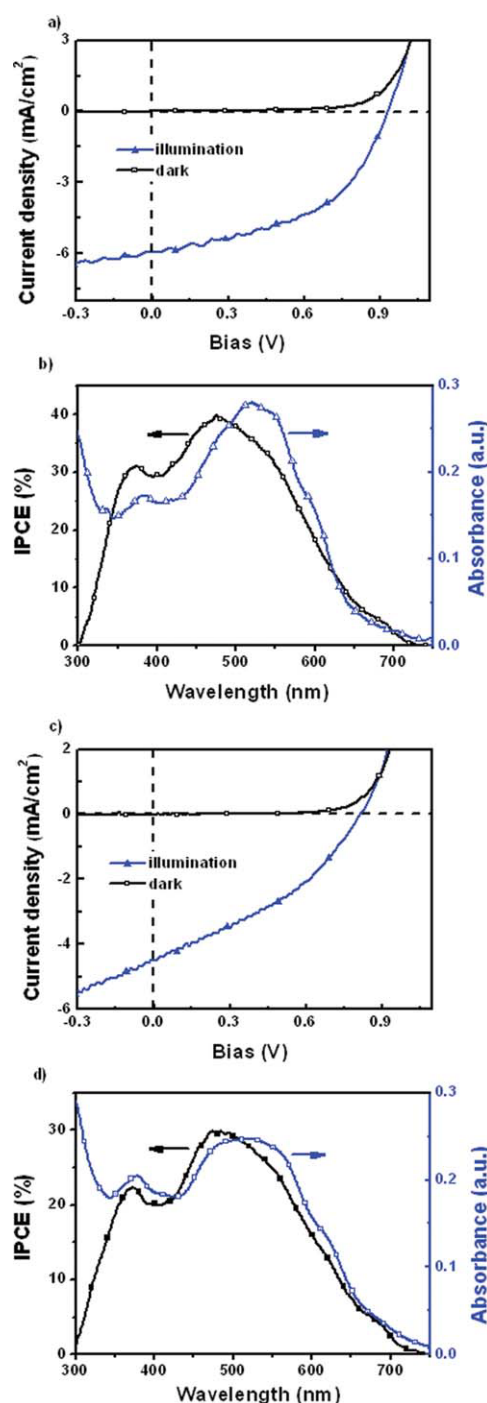 a)
3
0
-3
-6
Current density (mA/cm²)
illumination
dark
-0.3 0.0 0.3 0.6 0.9
Bias (V)
b)
40
30
20
10
0
IPCE (%)
0.3
0.2
0.1
0.0
Absorbance (a.u.)
300 400 500 600 700
Wavelength (nm)
c)
2
0
-2
-4
-6
Current density (mA/cm²)
illumination
dark
-0.3 0.0 0.3 0.6 0.9
Bias (V)
d)
30
20
10
0
IPCE (%)
0.3
0.2
0.1
0.0
Absorbance (a.u.)
300 400 500 600 700
Wavelength (nm)